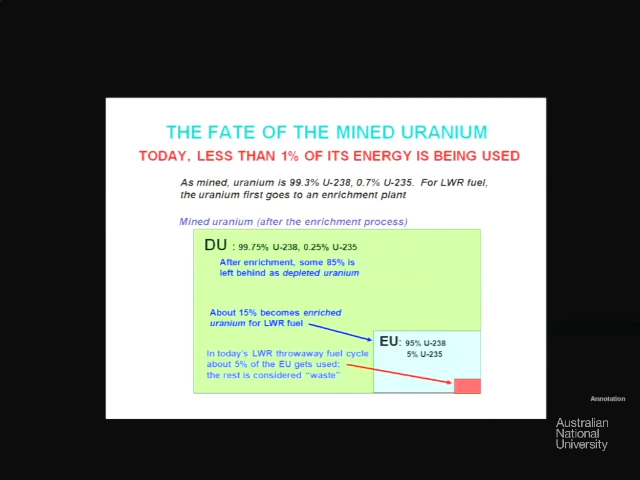 THE FATE OF THE MINED URANIUM
TODAY, LESS THAN 1% OF ITS ENERGY IS BEING USED
As mined, uranium is 99.3% U-238, 0.7% U-235. For LWR fuel,
the uranium first goes to an enrichment plant
Mined uranium (after the enrichment process)
DU : 99.75% U-238, 0.25% U-235
After enrichment, some 85% is
left behind as depleted uranium
About 15% becomes enriched
uranium for LWR fuel
EU: 95% U-238
5% U-235
In today's LWR throwaway fuel cycle
about 5% of the EU gets used;
the rest is considered "waste"
Annotation
Australian
National
University